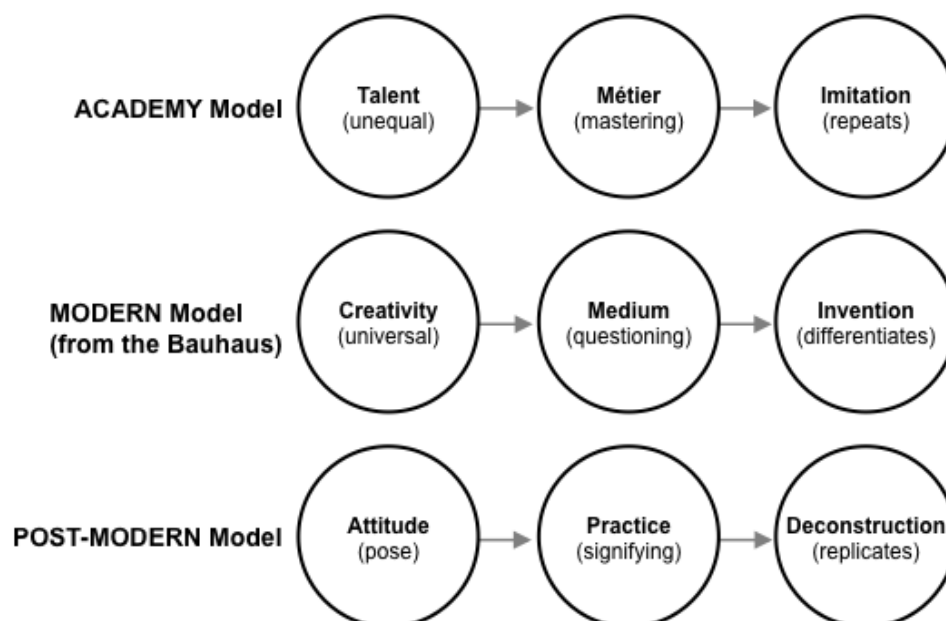 ACADEMY Model
Talent
(unequal)
Métier
(mastering)
Imitation
(repeats)
MODERN Model
(from the Bauhaus)
Creativity
(universal)
Medium
(questioning)
Invention
(differentiates)
POST-MODERN Model
Attitude
(pose)
Practice
(signifying)
Deconstruction
(replicates)